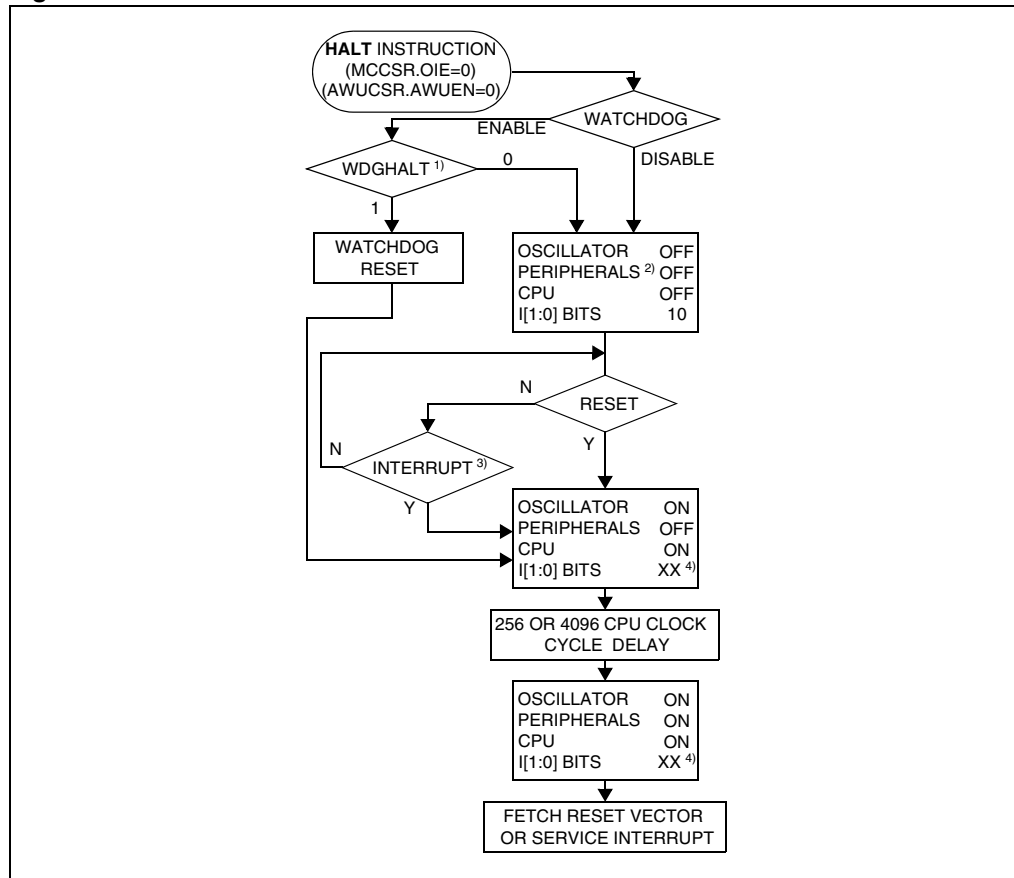 HALT INSTRUCTION
(MCCSR.OIE=0)
(AWUCSR.AWUEN=0)
WATCHDOG
ENABLE
DISABLE
WDGHALT 1)
0
1
WATCHDOG
RESET
OSCILLATOR OFF
PERIPHERALS 2) OFF
CPU OFF
I[1:0] BITS 10
N
RESET
Y
N
INTERRUPT 3)
Y
OSCILLATOR ON
PERIPHERALS OFF
CPU ON
I[1:0] BITS XX 4)
256 OR 4096 CPU CLOCK
CYCLE DELAY
OSCILLATOR ON
PERIPHERALS ON
CPU ON
I[1:0] BITS XX 4)
FETCH RESET VECTOR
OR SERVICE INTERRUPT